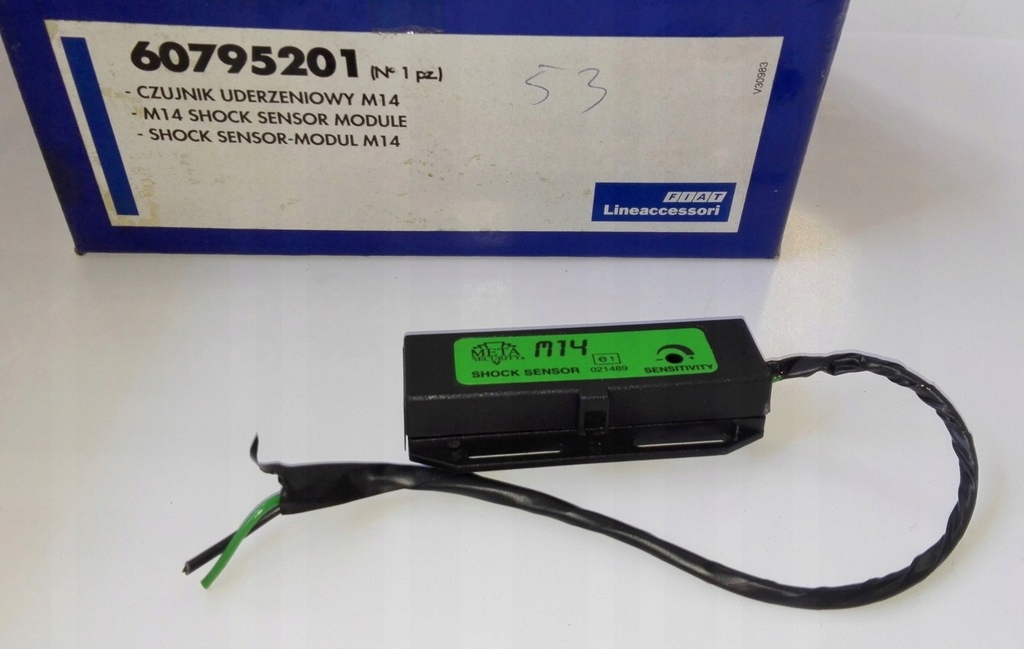 60795201 (N° 1 pz.)
- CZUJNIK UDERZENIOWY M14
- M14 SHOCK SENSOR MODULE
- SHOCK SENSOR-MODUL M14
53
V30983
FIAT
Lineaccessori
META
SECURITY
M14
SHOCK SENSOR
e1
021489
- +
SENSITIVITY